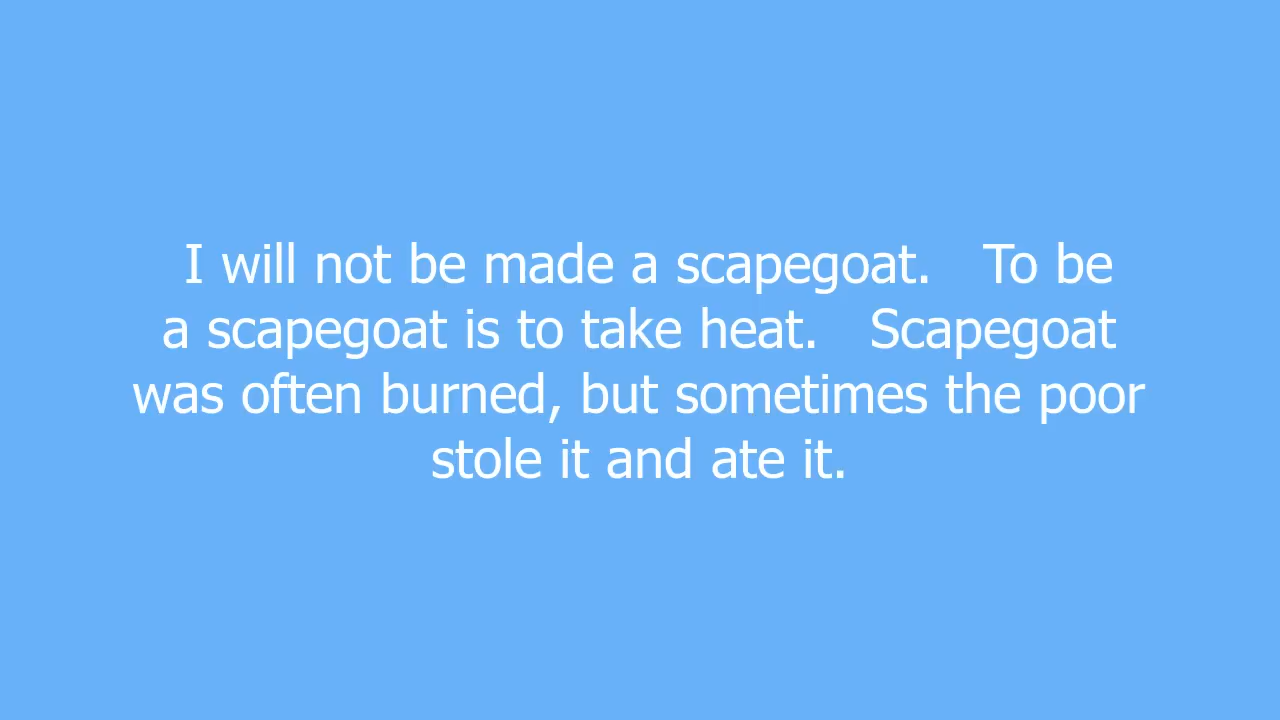 I will not be made a scapegoat.   To be
a scapegoat is to take heat.   Scapegoat
was often burned, but sometimes the poor
stole it and ate it.